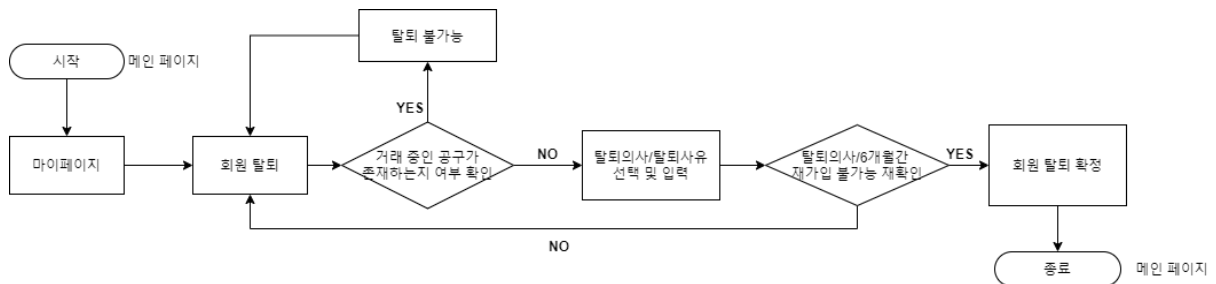 탈퇴 불가능
시작
메인 페이지
YES
마이페이지
회원 탈퇴
거래 중인 공구가
존재하는지 여부 확인
NO
탈퇴의사/탈퇴사유
선택 및 입력
탈퇴의사/6개월간
재가입 불가능 재확인
YES
회원 탈퇴 확정
NO
종료
메인 페이지